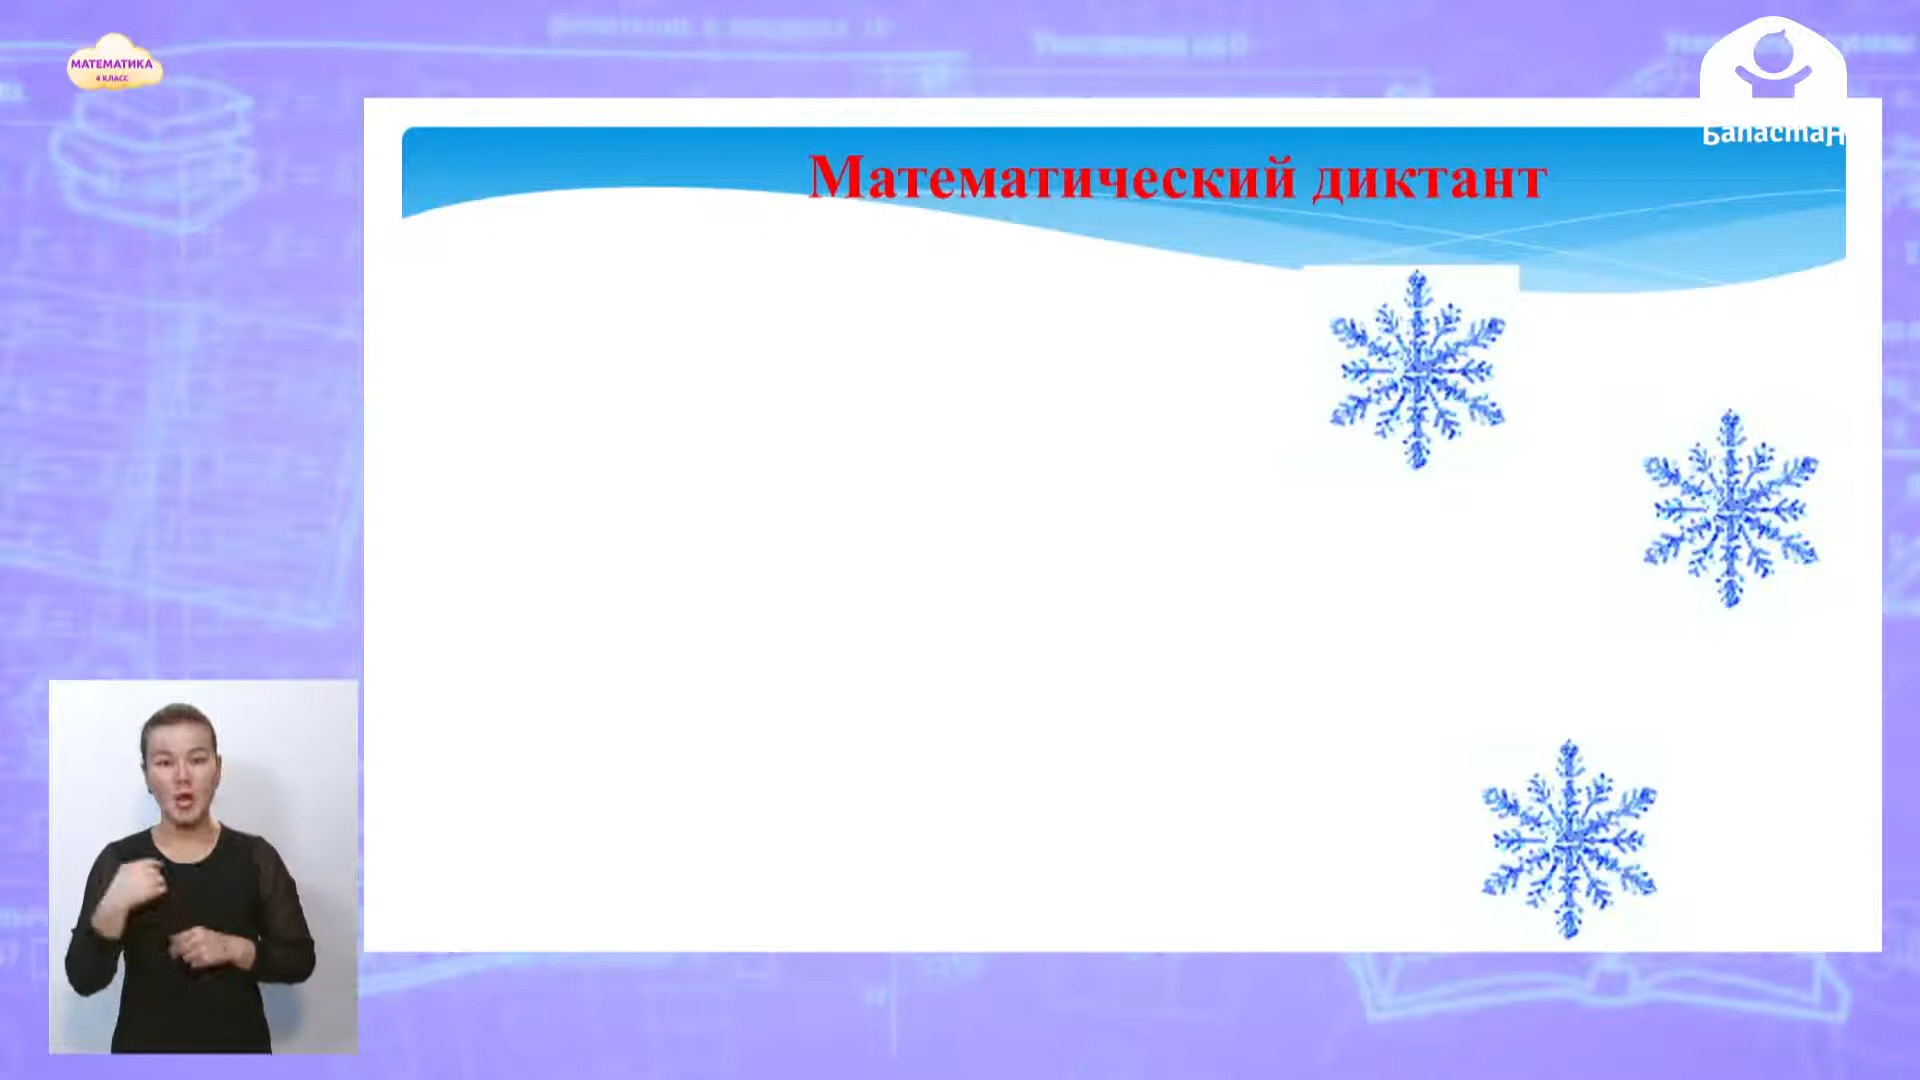 МАТЕМАТИКА
4 КЛАСС
Баластан
Математический диктант